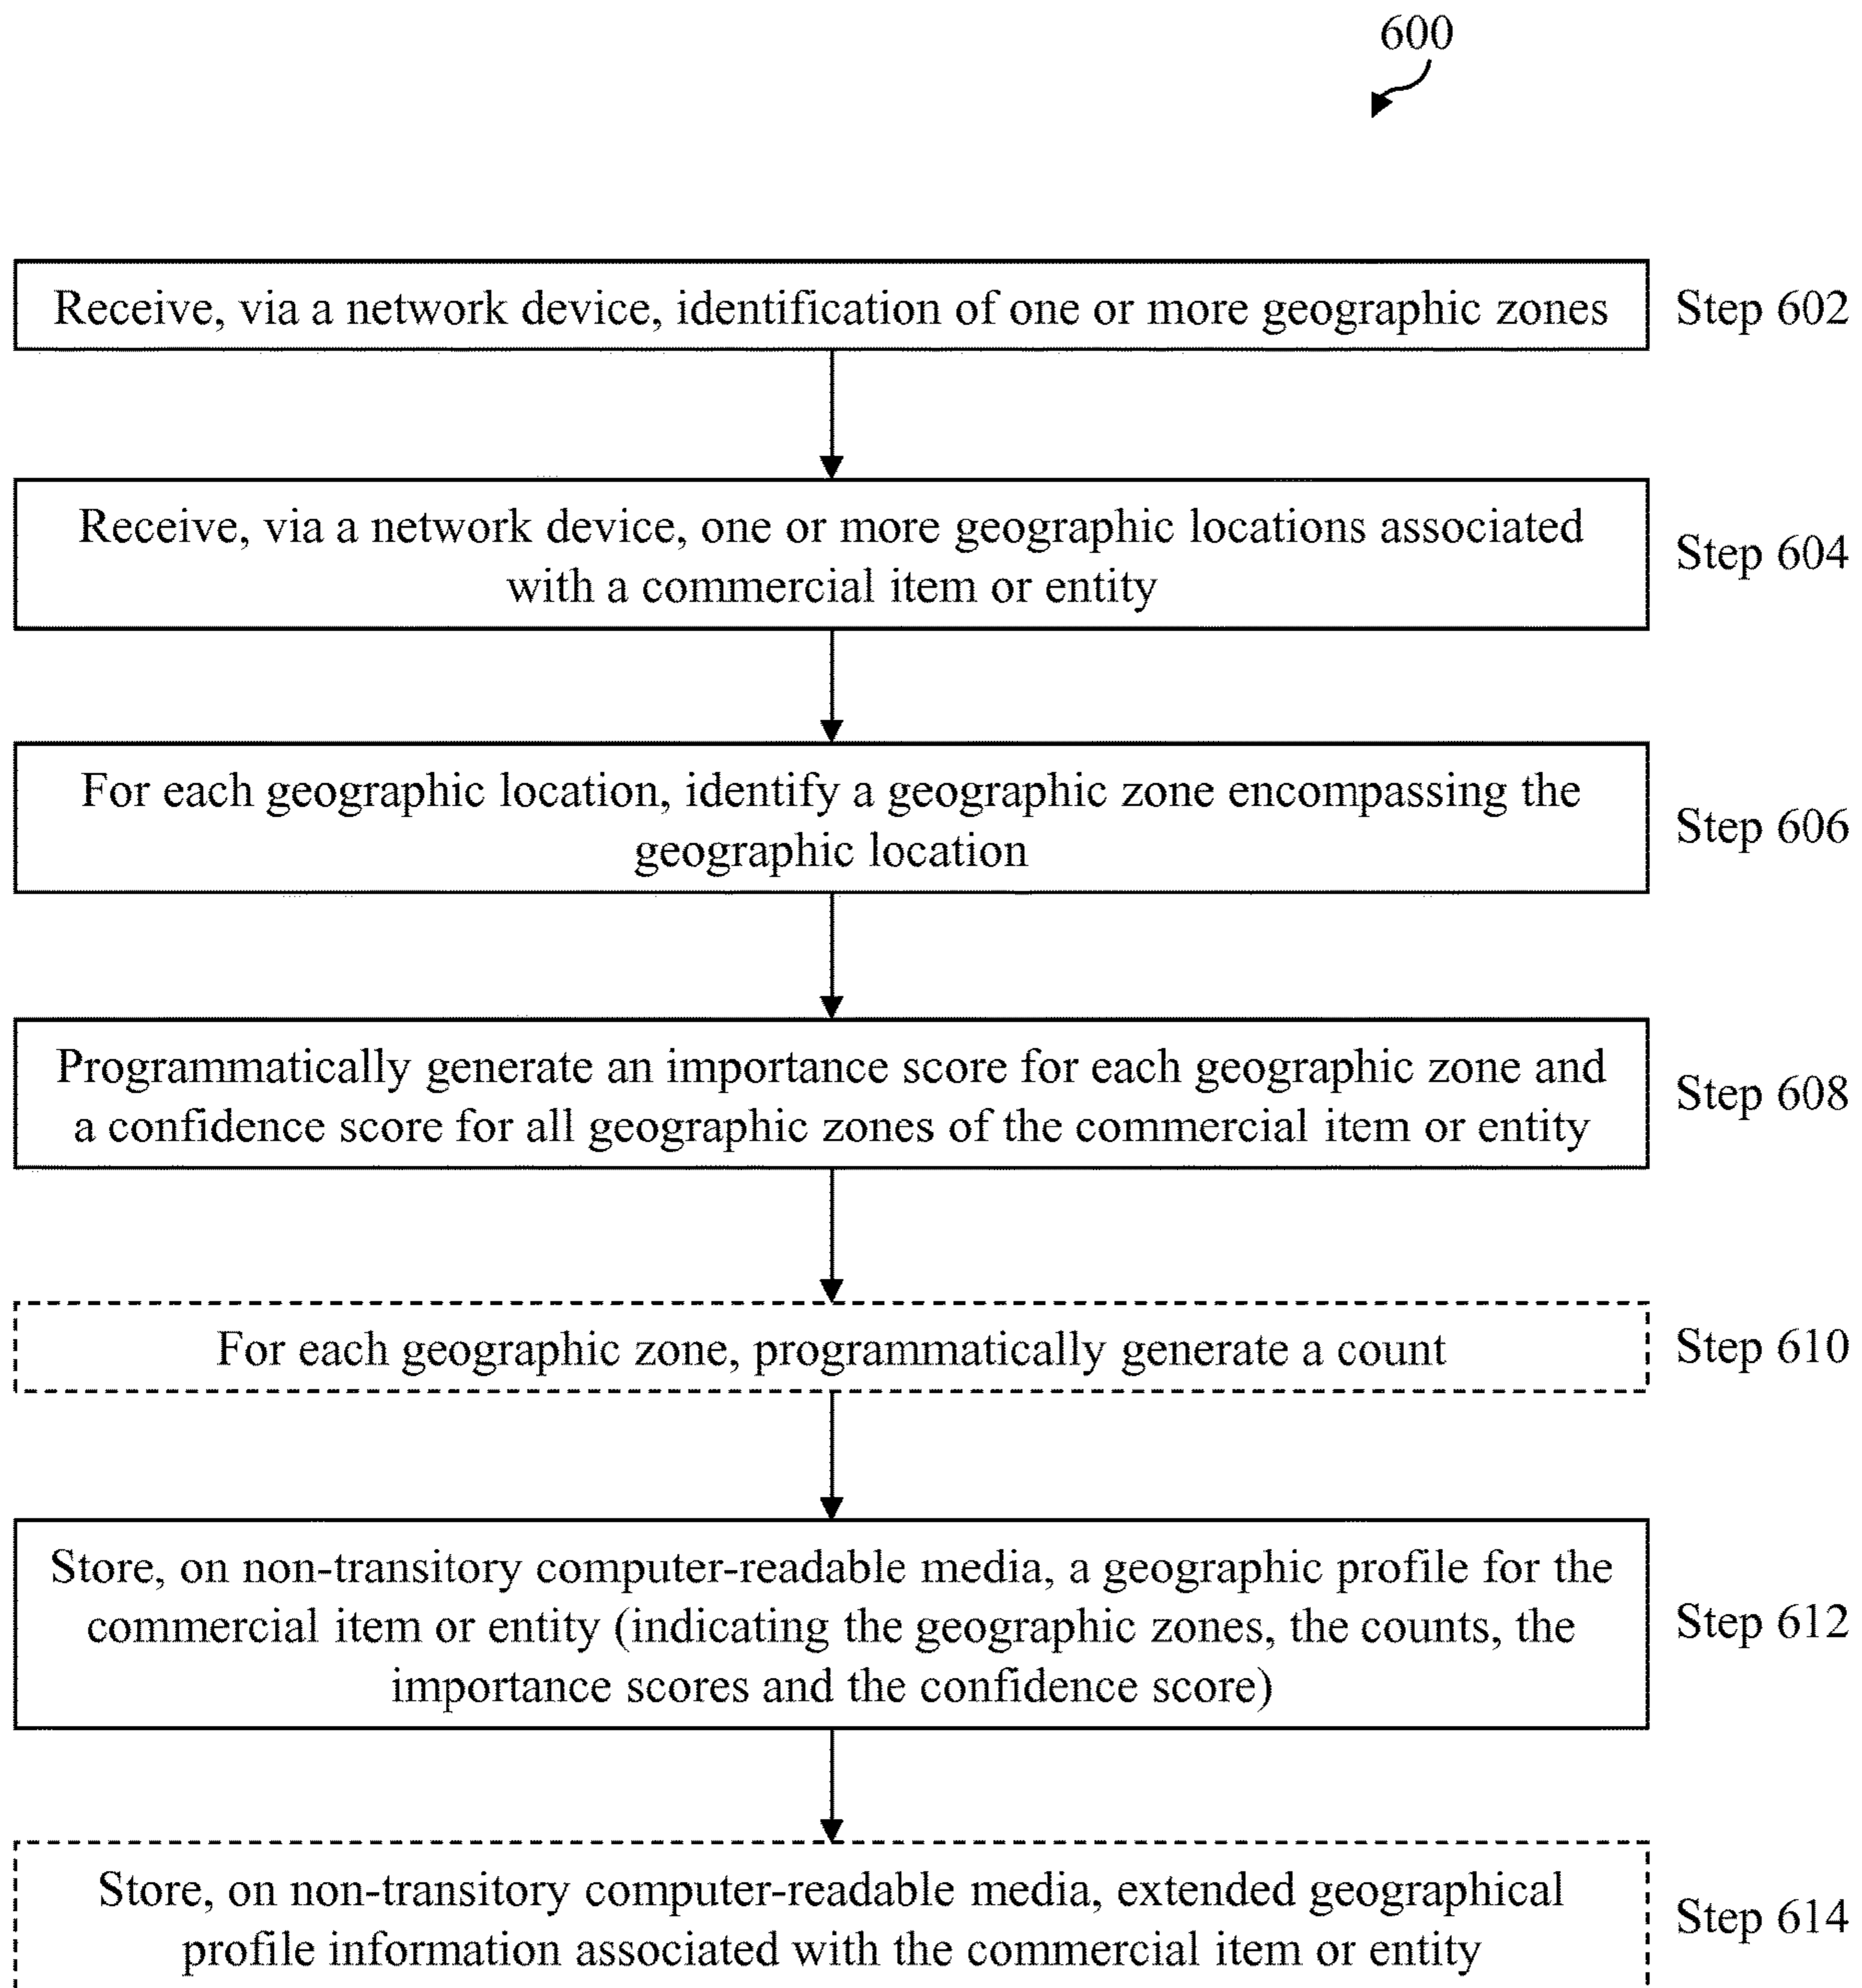 600
Receive, via a network device, identification of one or more geographic zones
Step 602
Receive, via a network device, one or more geographic locations associated
with a commercial item or entity
Step 604
For each geographic location, identify a geographic zone encompassing the
geographic location
Step 606
Programmatically generate an importance score for each geographic zone and
a confidence score for all geographic zones of the commercial item or entity
Step 608
For each geographic zone, programmatically generate a count
Step 610
Store, on non-transitory computer-readable media, a geographic profile for the
commercial item or entity (indicating the geographic zones, the counts, the
importance scores and the confidence score)
Step 612
Store, on non-transitory computer-readable media, extended geographical
profile information associated with the commercial item or entity
Step 614